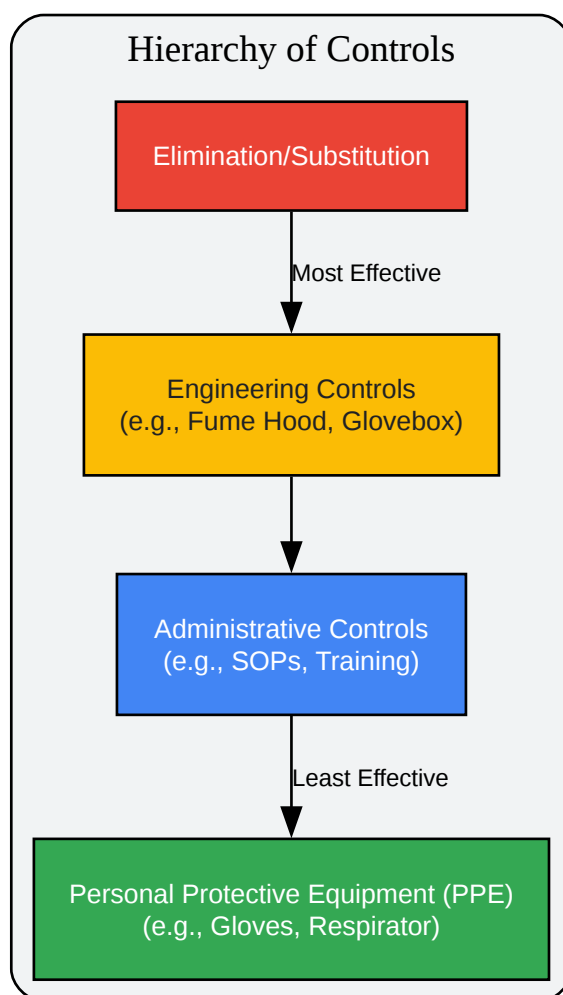 Hierarchy of Controls
Elimination/Substitution
Most Effective
Engineering Controls
(e.g., Fume Hood, Glovebox)
Administrative Controls
(e.g., SOPs, Training)
Least Effective
Personal Protective Equipment (PPE)
(e.g., Gloves, Respirator)